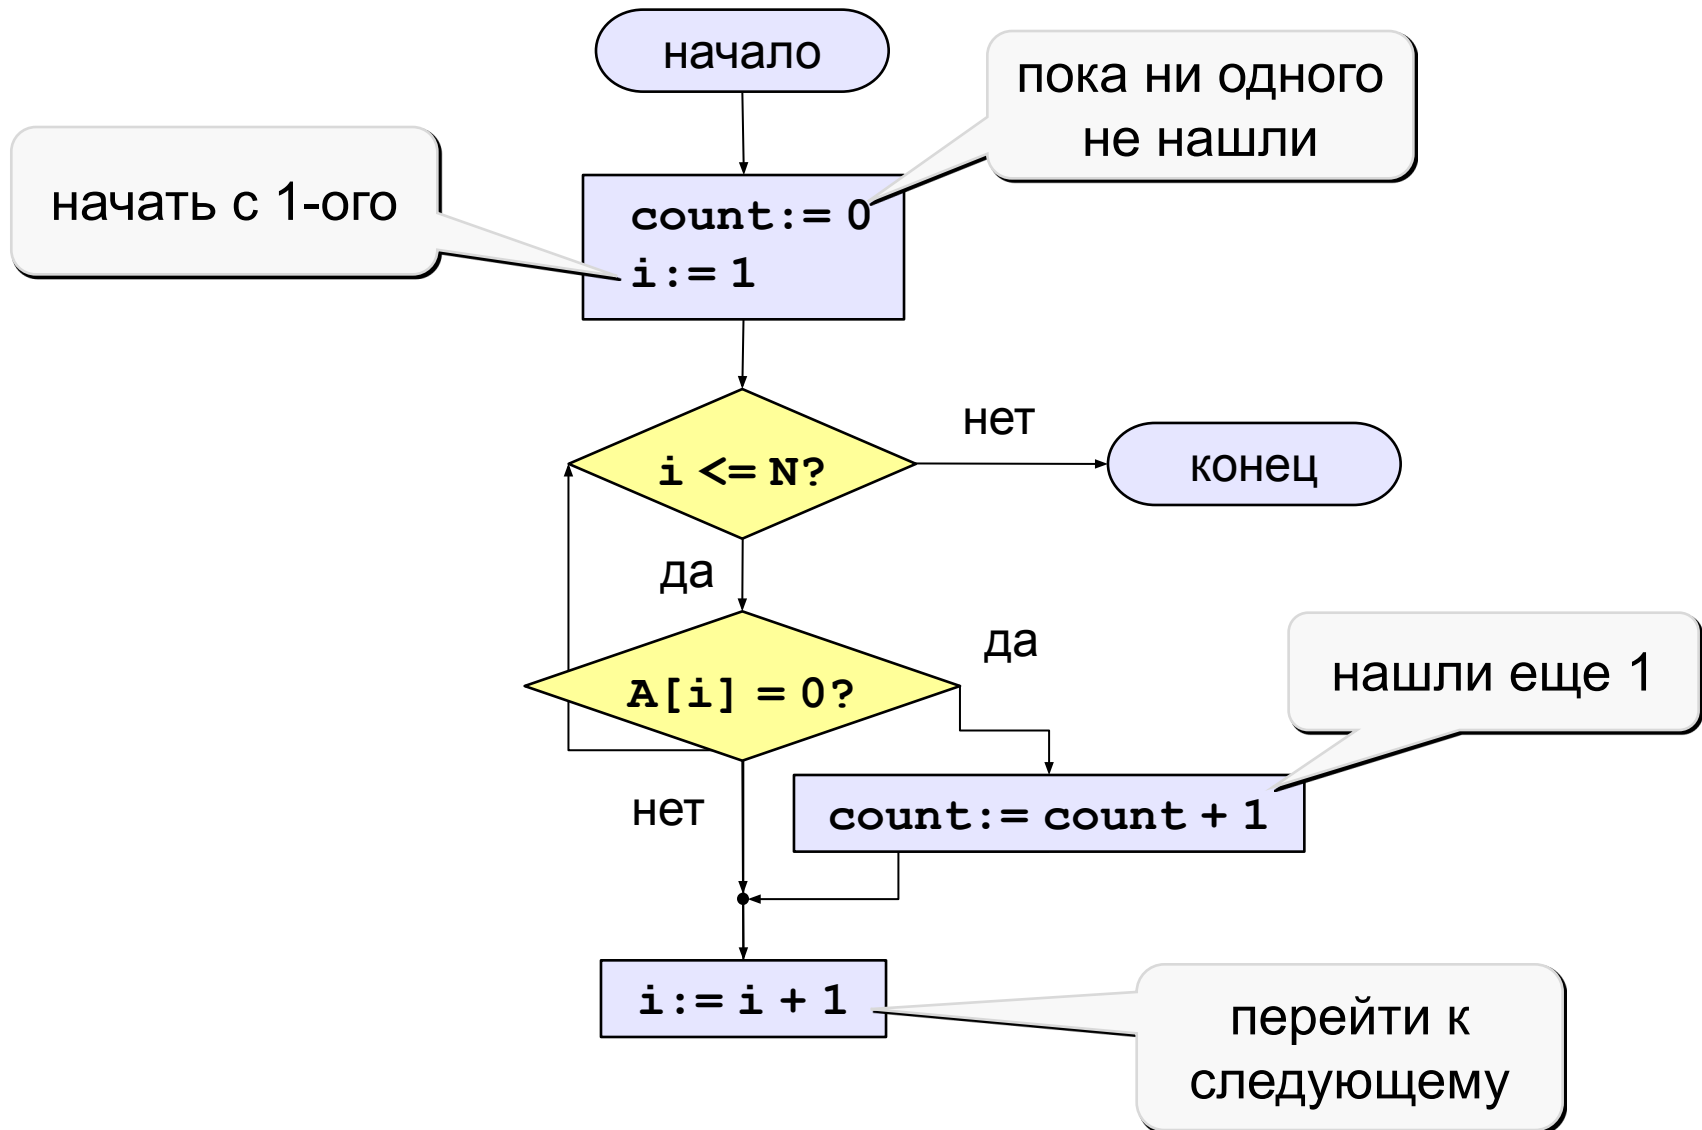 начало
пока ни одного
не нашли
начать с 1-ого
count:= 0
i:= 1
нет
i <= N?
конец
да
да
A[i] = 0?
нашли еще 1
нет
count:= count + 1
i:= i + 1
перейти к
следующему